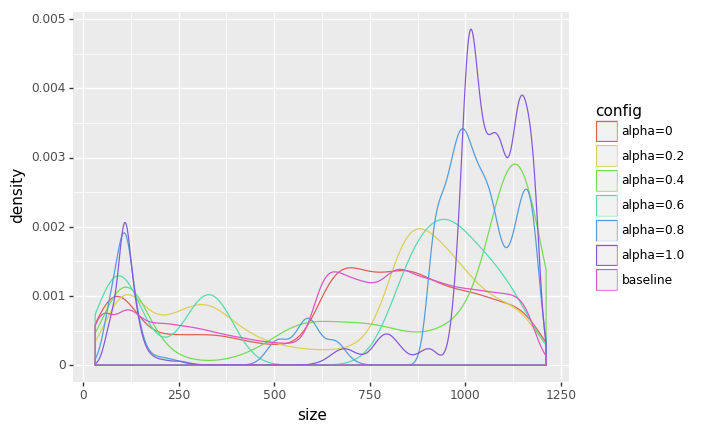 0.005
0.004
0.003
0.002
0.001
0
density
0
250
500
750
1000
1250
size
config
alpha=0
alpha=0.2
alpha=0.4
alpha=0.6
alpha=0.8
alpha=1.0
baseline